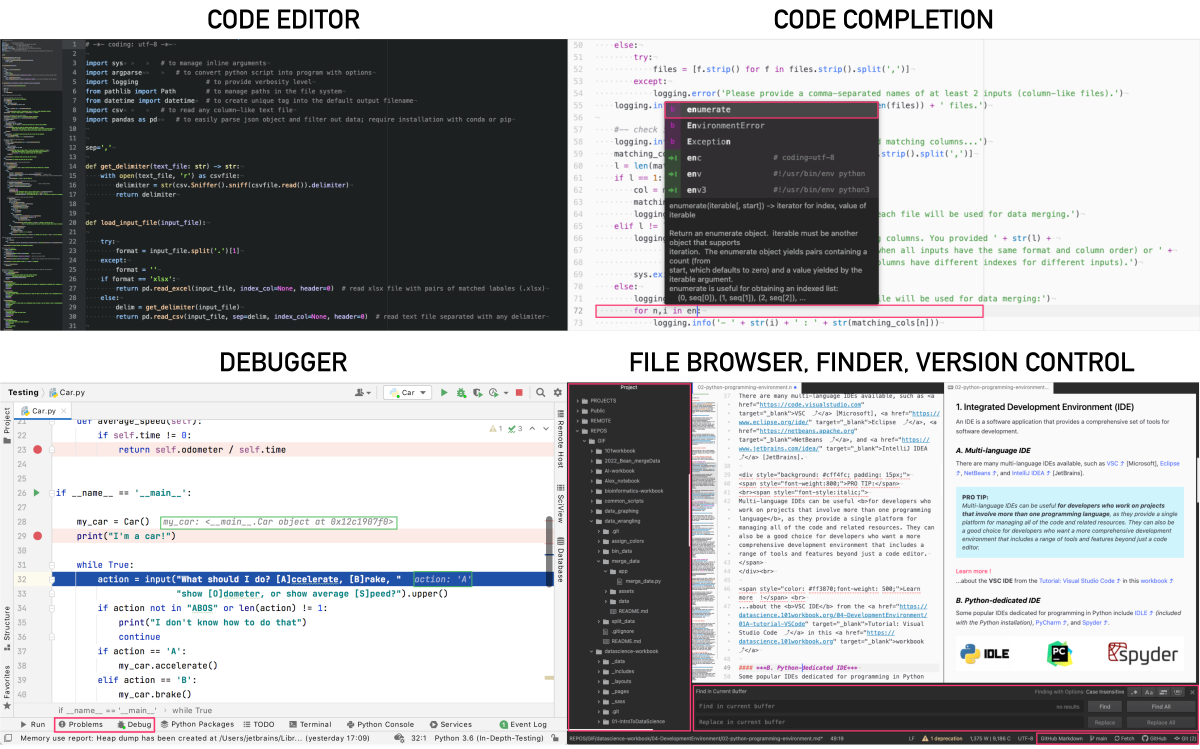 CODE EDITOR
1 # -*- coding: utf-8 -*-
2
3 import sys # to manage inline arguments
4 import argparse # to convert python script into program with options
5 import logging # to provide verbosity level
6 from pathlib import Path # to manage paths in the file system
7 from datetime import datetime # to create unique tag into the default output filename
8 import csv # to read any column-like text file
9 import pandas as pd # to easily parse json object and filter out data; require installation with conda or pip
10
12 sep=','
13
14 def get_delimiter(text_file: str) -> str:
15 with open(text_file, 'r') as csvfile:
16 delimiter = str(csv.Sniffer().sniff(csvfile.read()).delimiter)
17 return delimiter
18
20 def load_input_file(input_file):
21
22 try:
23 format = input_file.split('.')[1]
24 except:
25 format = ''
26 if format == 'xlsx':
27 return pd.read_excel(input_file, index_col=None, header=0) # read xlsx file with pairs of matched labales (.xlsx)
28 else:
29 delim = get_delimiter(input_file)
30 return pd.read_csv(input_file, sep=delim, index_col=None, header=0) # read text file separated with any delimiter
31
CODE COMPLETION
50 else:
51 try:
52 files = [f.strip() for f in files.strip().split(',')]
53 except:
54 logging.error('Please provide a comma-separated names of at least 2 inputs (column-like files).')
55 logging.in en(files)) + ' files.')
56
57 #-- check
58 logging.in d matching columns...')
59 matching_co strip().split(',')]
60 l = len(mat
61 if l == 1:
62 col = m
63 matchin
64 logging each file will be used for data merging.')
65 elif l !=
66 logging ng columns. You provided ' + str(l) +
67 hen all inputs have the same format and column order) or ' +
68 lumns have different indexes for different inputs).')
69 sys.ex
70 else:
71 logging ile will be used for data merging:')
72 for n,i in en:
73 logging.info('- ' + str(i) + ' : ' + str(matching_cols[n]))
enumerate
EnvironmentError
Exception
enc # coding=utf-8
env #!/usr/bin/env python
env3 #!/usr/bin/env python3
enumerate(iterable[, start]) -> iterator for index, value of
iterable
Return an enumerate object. iterable must be another
object that supports
iteration. The enumerate object yields pairs containing a
count (from
start, which defaults to zero) and a value yielded by the
iterable argument.
enumerate is useful for obtaining an indexed list:
(0, seq[0]), (1, seq[1]), (2, seq[2]), ...
DEBUGGER
Testing Car.py
Car
Car.py
Project
Structure
Favorites
Remote Host
SciView
Database
1 3
21 def average_speed(self):
22 if self.time != 0:
23 return self.odometer / self.time
24
25
26 if __name__ == '__main__':
27
28 my_car = Car() my_car: <__main__.Car object at 0x12c1907f0>
29 print("I'm a car!")
30
31 while True:
32 action = input("What should I do? [A]ccelerate, [B]rake, " action: 'A'
33 "show [O]dometer, or show average [S]peed?").upper()
34 if action not in "ABOS" or len(action) != 1:
35 print("I don't know how to do that")
36 continue
37 if action == 'A':
38 my_car.accelerate()
39 elif action == 'B':
40 my_car.brake()
if __name__ == '__main__' while True
Run Problems Debug Python Packages TODO Terminal Python Console Services Event Log
Memory use report: Heap dump has been created at /Users/jetbrains/Libr... (yesterday 17:09) 32:1 Python 3.6 (In-Depth-Testing)
FILE BROWSER, FINDER, VERSION CONTROL
Project
PROJECTS
Public
REMOTE
REPOS
GIF
101workbook
2022_Bean_mergeData
AI-workbook
Alex_notebook
bioinformatics-workbook
common_scripts
data_graphing
data_wrangling
.git
assign_colors
bin_data
merge_data
app
merge_data.py
assets
data
README.md
split_data
.gitignore
README.md
datascience-workbook
_data
_includes
_layouts
_pages
_sass
.git
01-IntroToDataScience
02-python-programming-environment.n
There are many multi-language IDEs available, such as <a
href="https://code.visualstudio.com"
target="_blank">VSC ⤴</a> [Microsoft], <a href="https://
www.eclipse.org/ide/" target="_blank">Eclipse ⤴</a>, <a
href="https://netbeans.apache.org"
target="_blank">NetBeans ⤴</a>, and <a href="https://
www.jetbrains.com/idea/" target="_blank">IntelliJ IDEA
⤴</a> [JetBrains].
<div style="background: #cff4fc; padding: 15px;">
<span style="font-weight:800;">PRO TIP:</span>
<br><span style="font-style:italic;">
Multi-language IDEs can be useful <b>for developers who
work on projects that involve more than one programming
language</b>, as they provide a single platform for
managing all of the code and related resources. They can
also be a good choice for developers who want a more
comprehensive development environment that includes a
range of tools and features beyond just a code editor.
</span>
</div><br>
<span style="color: #ff3870;font-weight: 500;">Learn
more !</span> <br>
...about the <b>VSC IDE</b> from the <a href="https://
datascience.101workbook.org/04-DevelopmentEnvironment/
01A-tutorial-VSCode" target="_blank">Tutorial: Visual
Studio Code ⤴</a> in this <a href="https://
datascience.101workbook.org" target="_blank">workbook
⤴</a>
49 #### ***B. Python-dedicated IDE***
50 Some popular IDEs dedicated for programming in Python
02-python-programming-environment...
1. Integrated Development Environment (IDE)
An IDE is a software application that provides a comprehensive set of tools for
software development.
A. Multi-language IDE
There are many multi-language IDEs available, such as VSC ⤴ [Microsoft], Eclipse
⤴, NetBeans ⤴, and IntelliJ IDEA ⤴ [JetBrains].
PRO TIP:
Multi-language IDEs can be useful for developers who work on projects
that involve more than one programming language, as they provide a single
platform for managing all of the code and related resources. They can also be
a good choice for developers who want a more comprehensive development
environment that includes a range of tools and features beyond just a code
editor.
Learn more !
...about the VSC IDE from the Tutorial: Visual Studio Code ⤴ in this workbook ⤴.
B. Python-dedicated IDE
Some popular IDEs dedicated for programming in Python include IDLE ⤴ (included
with the Python installation), PyCharm ⤴, and Spyder ⤴.
IDLE
PC
Spyder
Find in Current Buffer Finding with Options: Case Insensitive
Find in current buffer no results Find Find All
Replace in current buffer Replace Replace All
REPOS/GIF/datascience-workbook/04-DevelopmentEnvironment/02-python-programming-environment.md* 49:19 LF 1 deprecation 1,375 W | 9,196 C UTF-8 GitHub Markdown main Fetch GitHub Git (2)